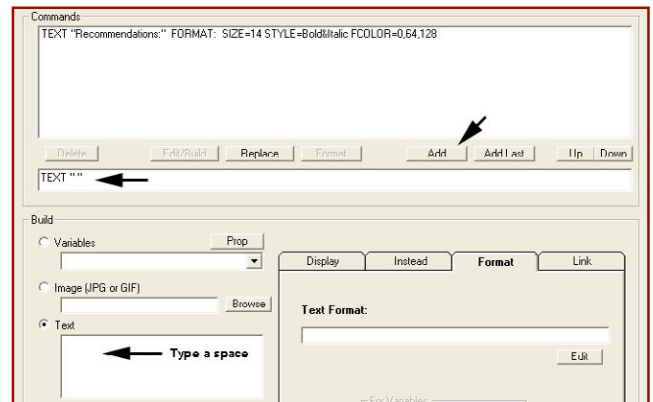 Commands
TEXT "Recommendations:" FORMAT: SIZE=14 STYLE=Bold&Italic FCOLOR=0,64,128
Delete Edit/Build Replace Format Add Add Last Up Down
TEXT " "
Build
Variables Prop
Display Instead Format Link
Image (JPG or GIF)
Browse
Text Format:
Text
Type a space
Edit
For Variables: